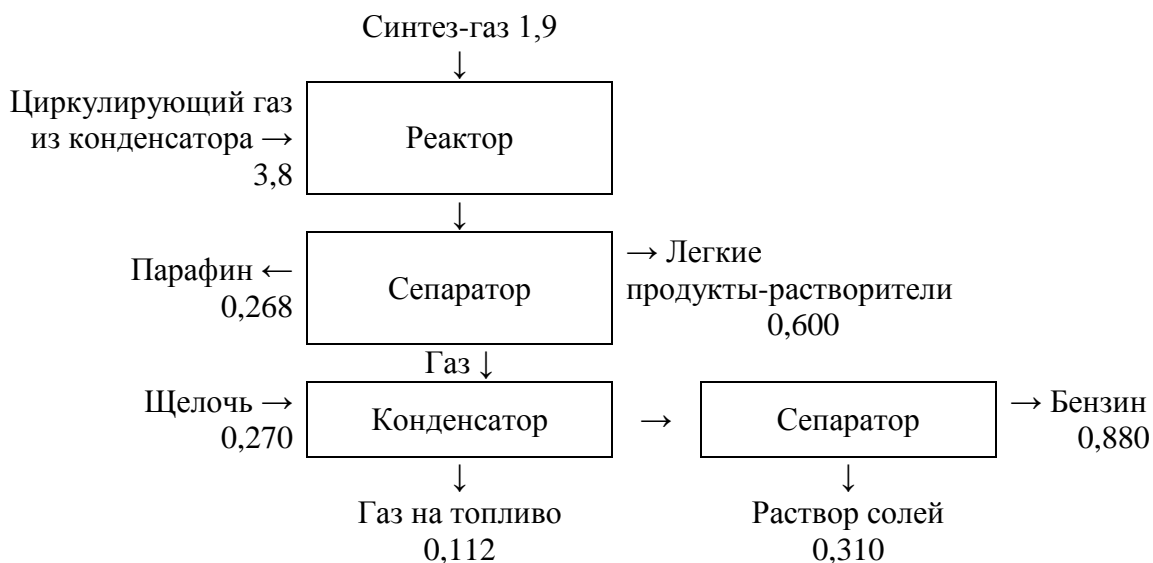 Синтез-газ 1,9
↓
Циркулирующий газ
из конденсатора →
3,8
Реактор
↓
Парафин ←
0,268
Сепаратор
→ Легкие
продукты-растворители
0,600
Газ ↓
Щелочь →
0,270
Конденсатор
→
Сепаратор
→ Бензин
0,880
↓
Газ на топливо
0,112
↓
Раствор солей
0,310